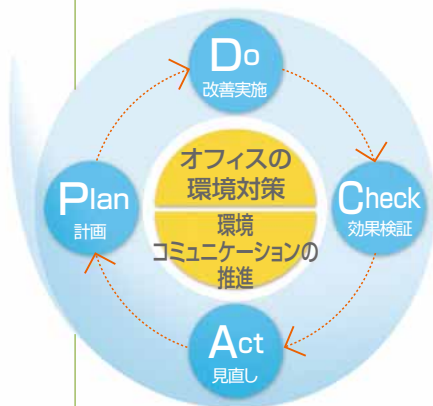 Do
改善実施
Plan
計画
オフィスの
環境対策
環境
コミュニケーションの
推進
Check
効果検証
Act
見直し